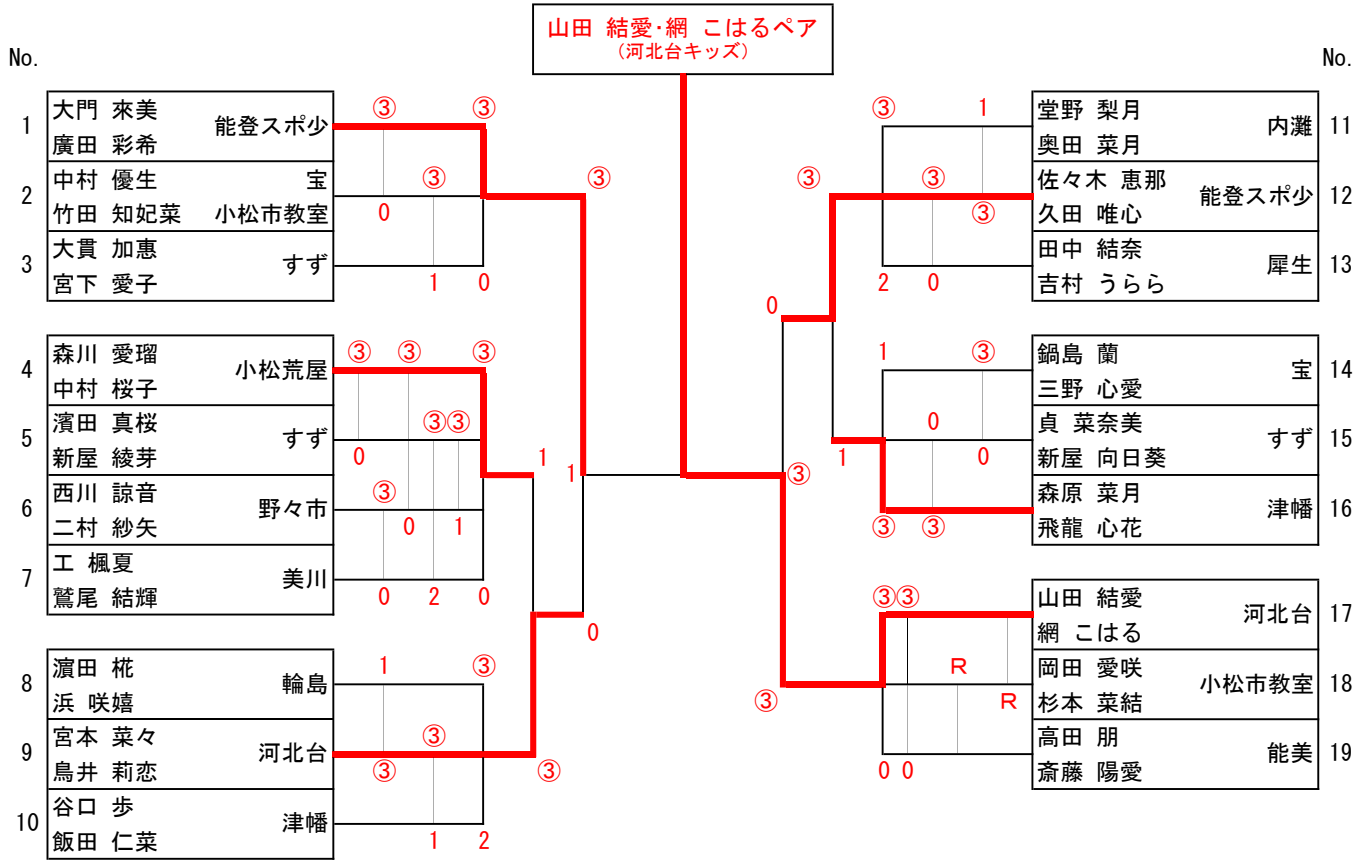 山田 結愛・網 こはるペア
(河北台キッズ)
No.
No.
1
大門 來美
廣田 彩希
能登スポ少
③
③
2
中村 優生
竹田 知妃菜
宝
小松市教室
③
0
3
大貫 加惠
宮下 愛子
すず
1
0
③
4
森川 愛瑠
中村 桜子
小松荒屋
③
③
③
5
濱田 真桜
新屋 綾芽
すず
③③
0
6
西川 諒音
二村 紗矢
野々市
③
0
1
7
工 楓夏
鷲尾 結輝
美川
0
2
0
1
1
0
8
濵田 椛
浜 咲嬉
輪島
1
③
9
宮本 菜々
鳥井 莉恋
河北台
③
③
③
10
谷口 歩
飯田 仁菜
津幡
1
2
③
1
堂野 梨月
奥田 菜月
内灘
11
③
③
③
佐々木 恵那
久田 唯心
能登スポ少
12
2
0
田中 結奈
吉村 うらら
犀生
13
0
1
③
鍋島 蘭
三野 心愛
宝
14
0
0
貞 菜奈美
新屋 向日葵
すず
15
1
③
③
③
森原 菜月
飛龍 心花
津幡
16
③③
山田 結愛
網 こはる
河北台
17
R
R
岡田 愛咲
杉本 菜結
小松市教室
18
③
0
0
高田 朋
斎藤 陽愛
能美
19